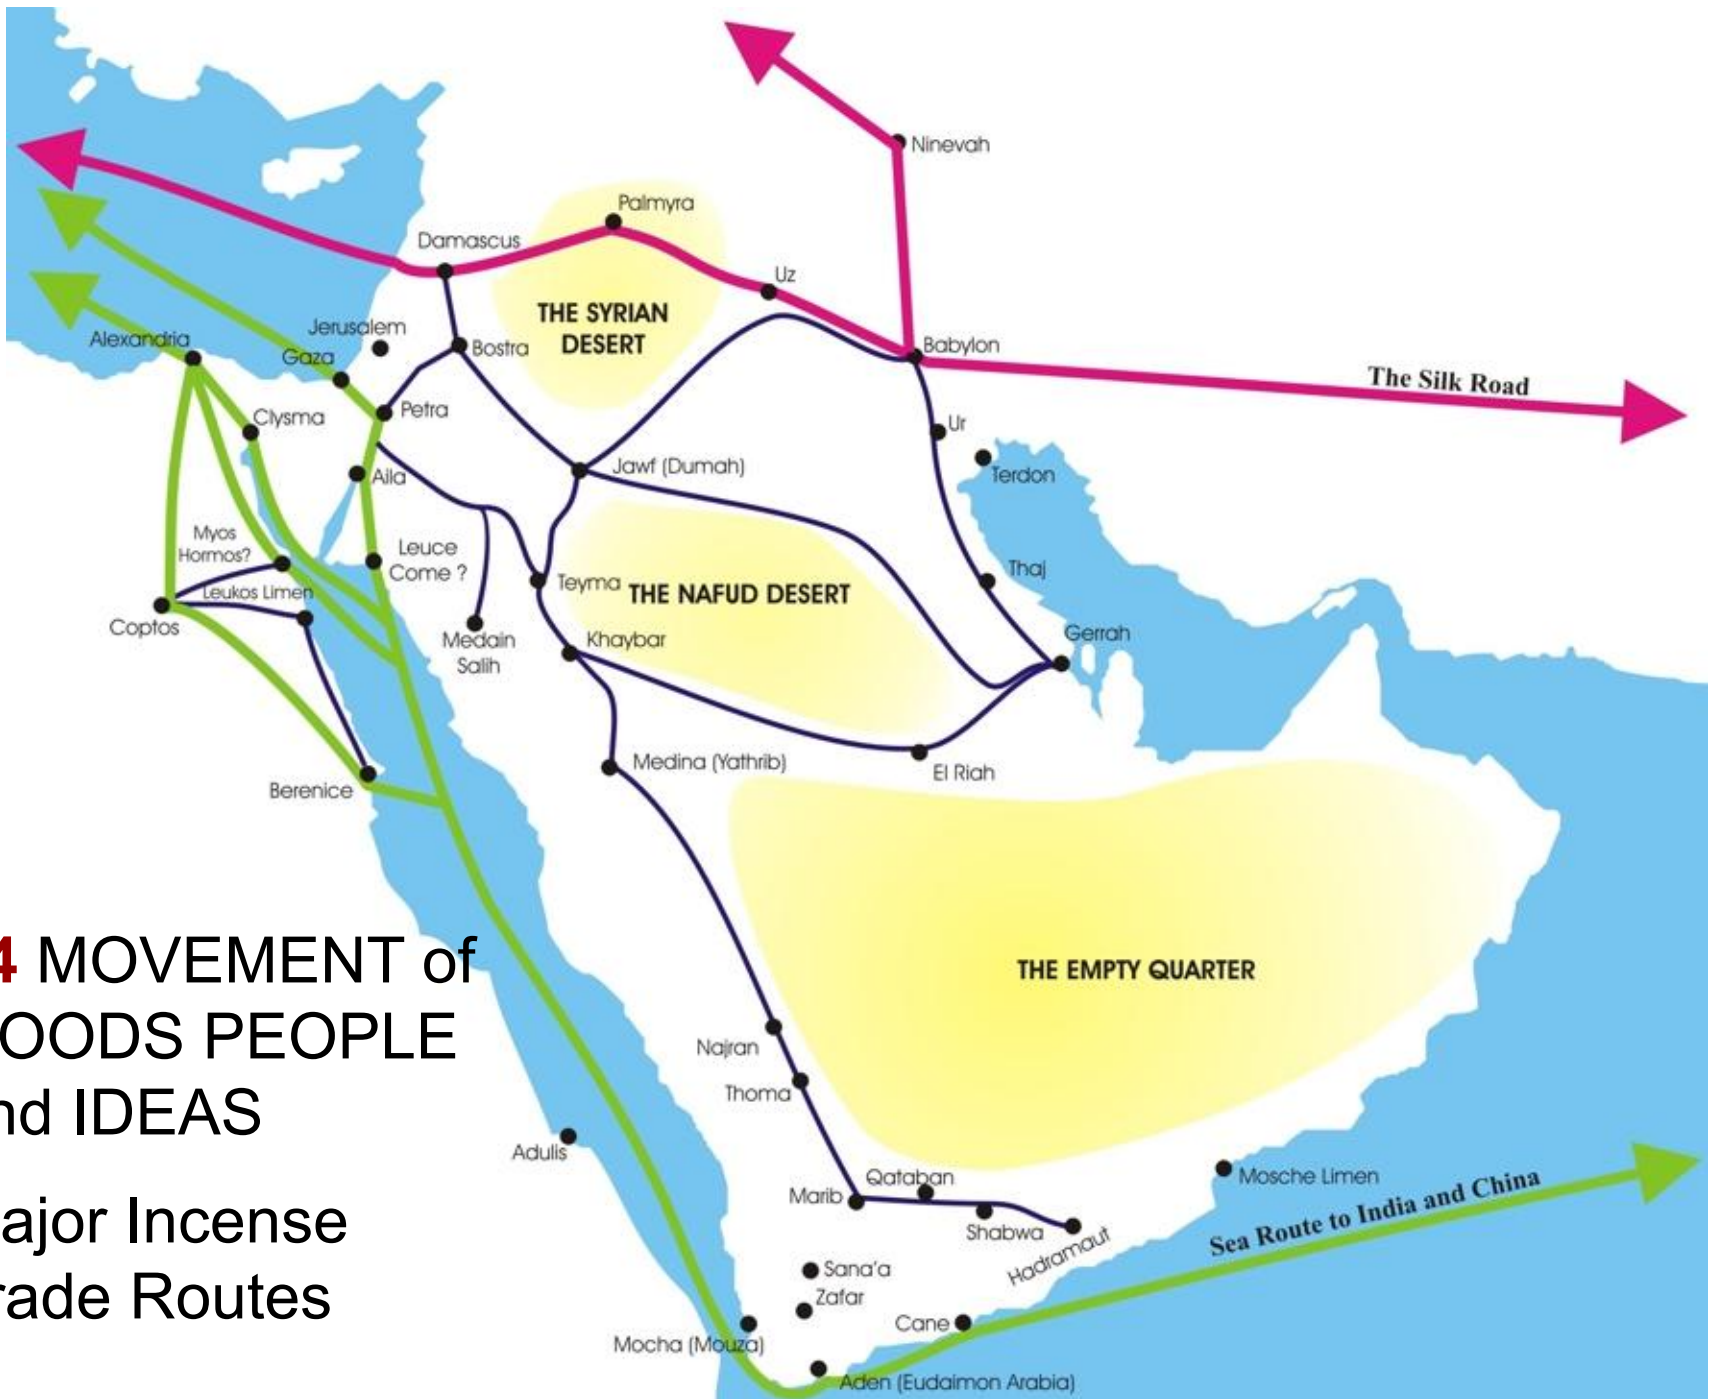 Ninevah
Palmyra
Damascus
Uz
THE SYRIAN
DESERT
Jerusalem
Alexandria
Gaza
Bostra
Babylon
The Silk Road
Petra
Clysma
Ur
Jawf (Dumah)
Aila
Terdon
Myos
Hormos?
Leuce
Come ?
Thaj
Teyma
THE NAFUD DESERT
Leukos Limen
Coptos
Medain
Salih
Khaybar
Gerrah
Medina (Yathrib)
El Riah
Berenice
4 MOVEMENT of
OODS PEOPLE
nd IDEAS
THE EMPTY QUARTER
Najran
Thoma
Adulis
Qataban
Marib
Mosche Limen
Shabwa
Hadramaut
Sea Route to India and China
ajor Incense
rade Routes
Sana'a
Zafar
Cane
Mocha (Mouza)
Aden (Eudaimon Arabia)